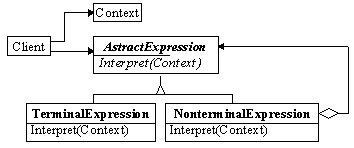 Context
Client
AstractExpression
Interpret(Context)
TerminalExpression
NonterminalExpression
Interpret(Context)
Interpret(Context)